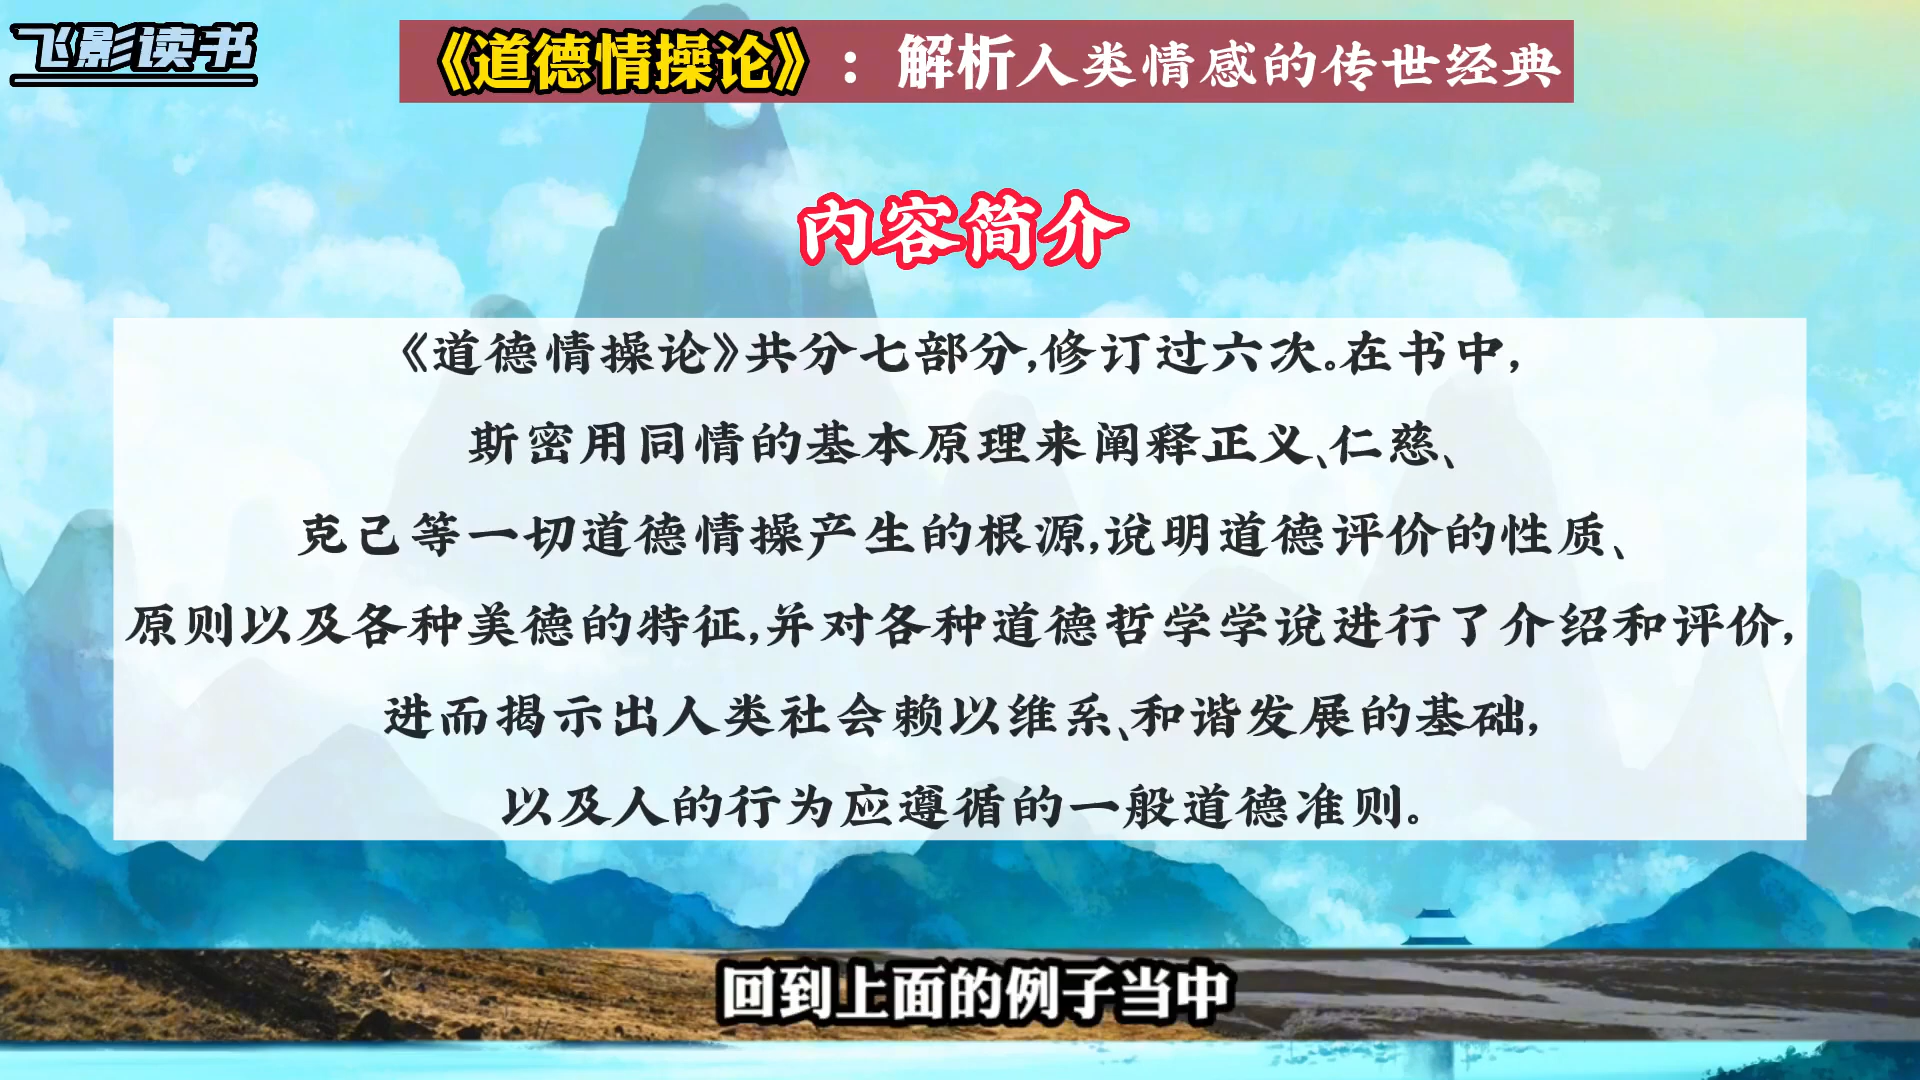 飞影读书
《道德情操论》：解析人类情感的传世经典
内容简介
《道德情操论》共分七部分,修订过六次。在书中,
斯密用同情的基本原理来阐释正义、仁慈、
克己等一切道德情操产生的根源,说明道德评价的性质、
原则以及各种美德的特征,并对各种道德哲学学说进行了介绍和评价,
进而揭示出人类社会赖以维系、和谐发展的基础,
以及人的行为应遵循的一般道德准则。
回到上面的例子当中